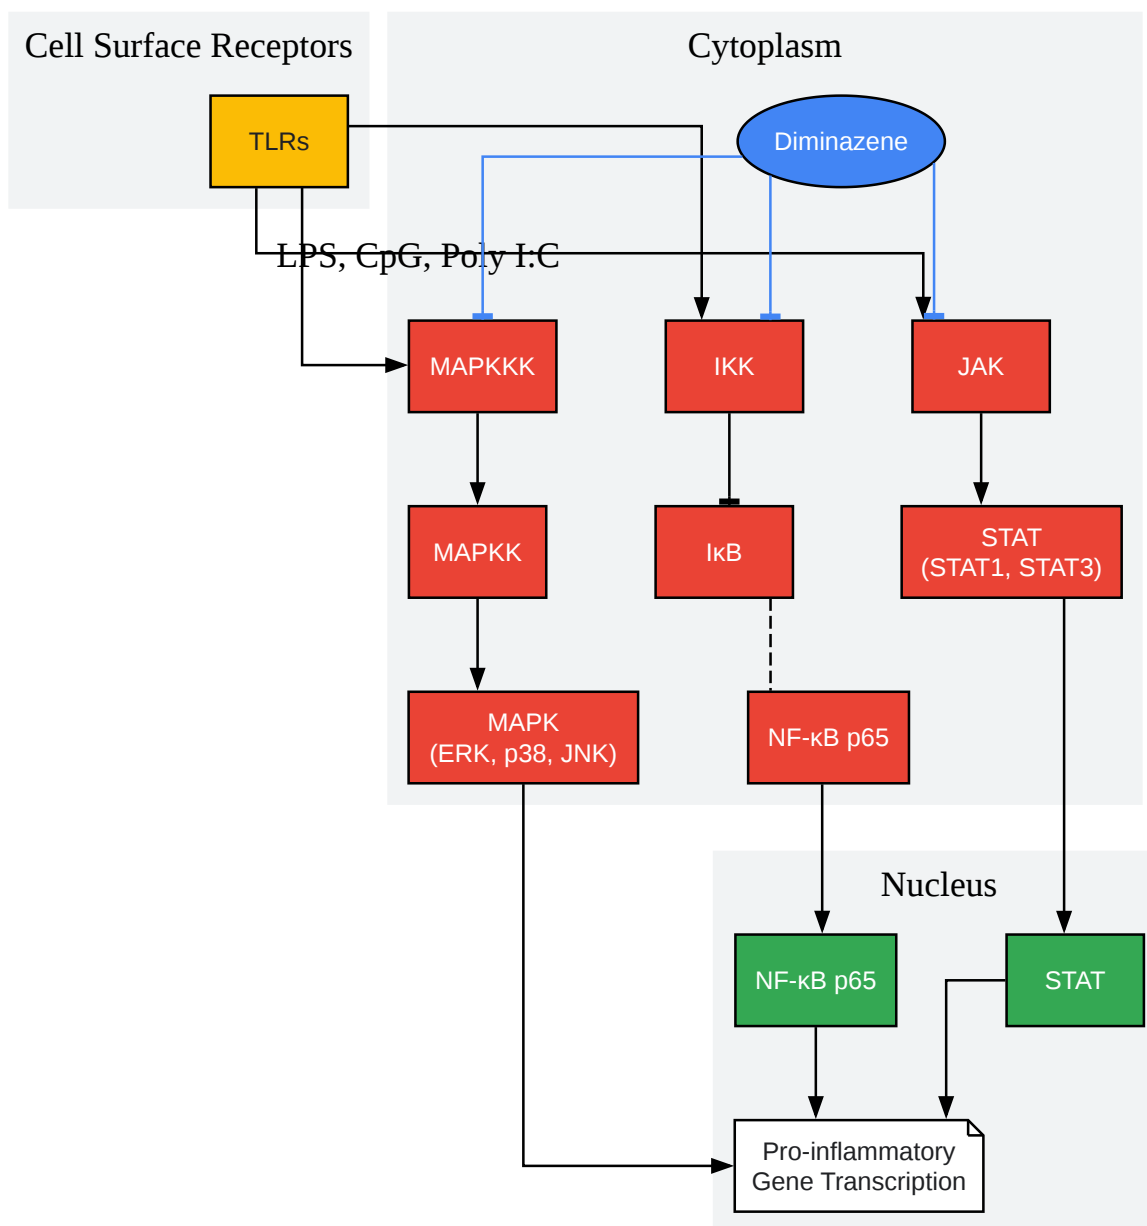 Cell Surface Receptors
Cytoplasm
TLRs
Diminazene
LPS, CpG, Poly I:C
MAPKKK
IKK
JAK
MAPKK
IκB
STAT
(STAT1, STAT3)
MAPK
(ERK, p38, JNK)
NF-κB p65
Nucleus
NF-κB p65
STAT
Pro-inflammatory
Gene Transcription